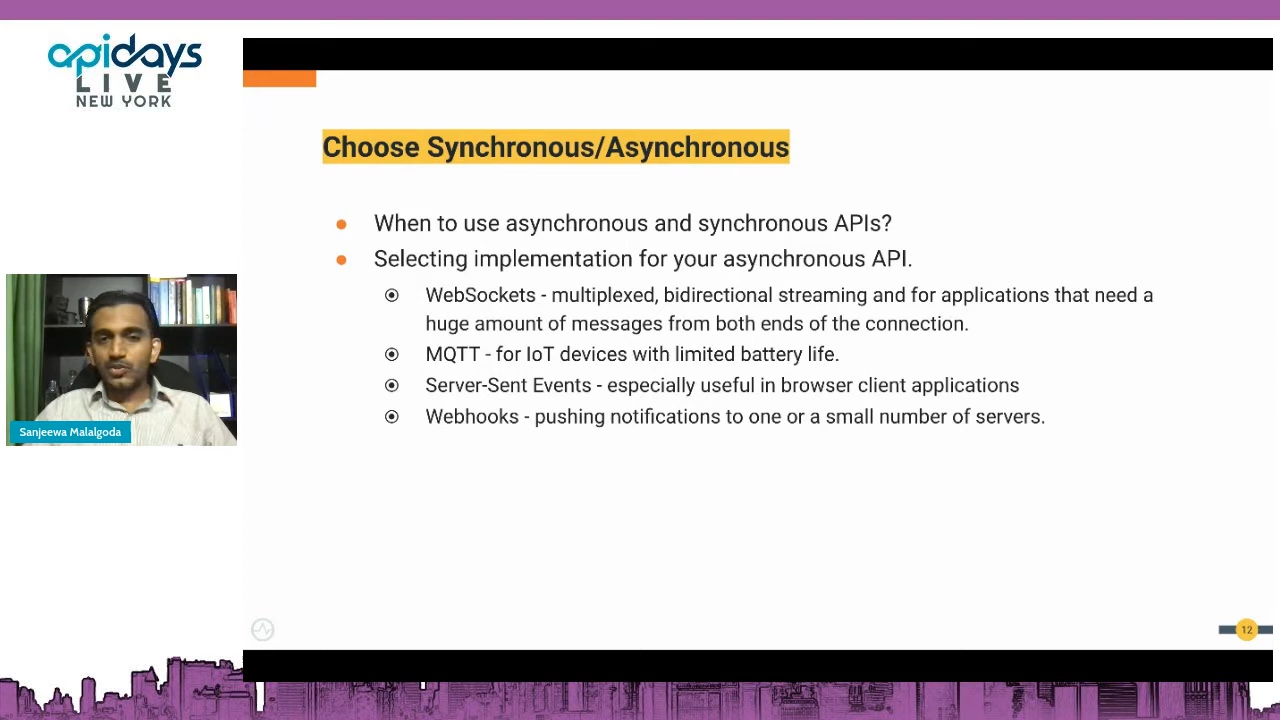 apidays
LIVE
NEW YORK
Choose Synchronous/Asynchronous
When to use asynchronous and synchronous APIs?
Selecting implementation for your asynchronous API.
WebSockets - multiplexed, bidirectional streaming and for applications that need a
huge amount of messages from both ends of the connection.
MQTT - for IoT devices with limited battery life.
Server-Sent Events - especially useful in browser client applications
Webhooks - pushing notifications to one or a small number of servers.
Sanjeewa Malalgoda
12